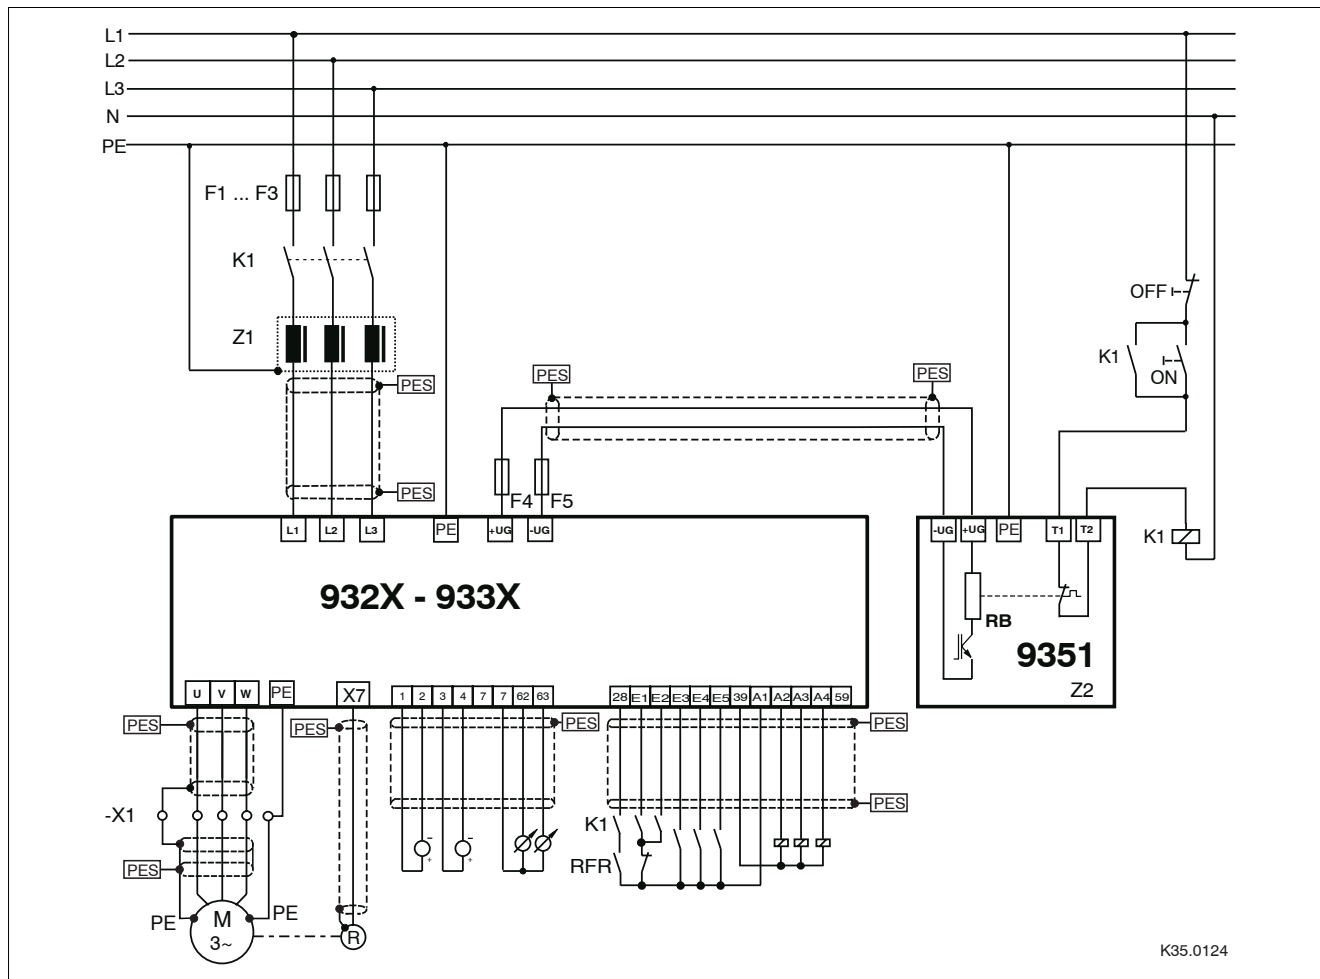 L1
L2
L3
N
PE
F1 ... F3
K1
OFF
Z1
K1
ON
PES
PES
PES
PES
F4
F5
L1 L2 L3 PE +UG -UG
-UG +UG PE T1 T2
K1
932X - 933X
RB
9351
Z2
U V W PE X7 1 2 3 4 7 7 62 63 28 E1 E2 E3 E4 E5 39 A1 A2 A3 A4 59
PES
PES
PES
PES
-X1
PES
K1
- +
- +
RFR
PES
PE
PE
M
3~
R
K35.0124